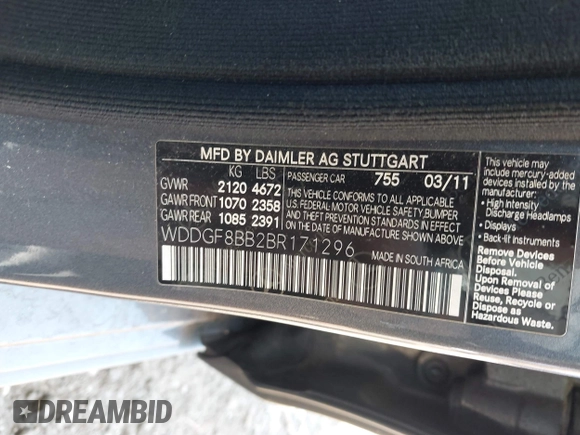 MFD BY DAIMLER AG STUTTGART
KG LBS
GVWR 2120 4672
GAWR FRONT 1070 2358
GAWR REAR 1085 2391
PASSENGER CAR 755 03/11
THIS VEHICLE CONFORMS TO ALL APPLICABLE
U.S. FEDERAL MOTOR VEHICLE SAFETY, BUMPER
AND THEFT PREVENTION STANDARDS
IN EFFECT ON THE DATE OF
MANUFACTURE SHOWN ABOVE.
WDDGF8BB2BR171296
MADE IN SOUTH AFRICA
This vehicle may
include mercury-added
devices installed by
the manufacturer:
• Xenon High Intensity
Discharge Headlamps
• Displays
• Back-lit instruments
Remove Devices
Before Vehicle
Disposal.
Upon Removal of
Devices Please
Reuse, Recycle or
Dispose as
Hazardous Waste.
DREAMBID